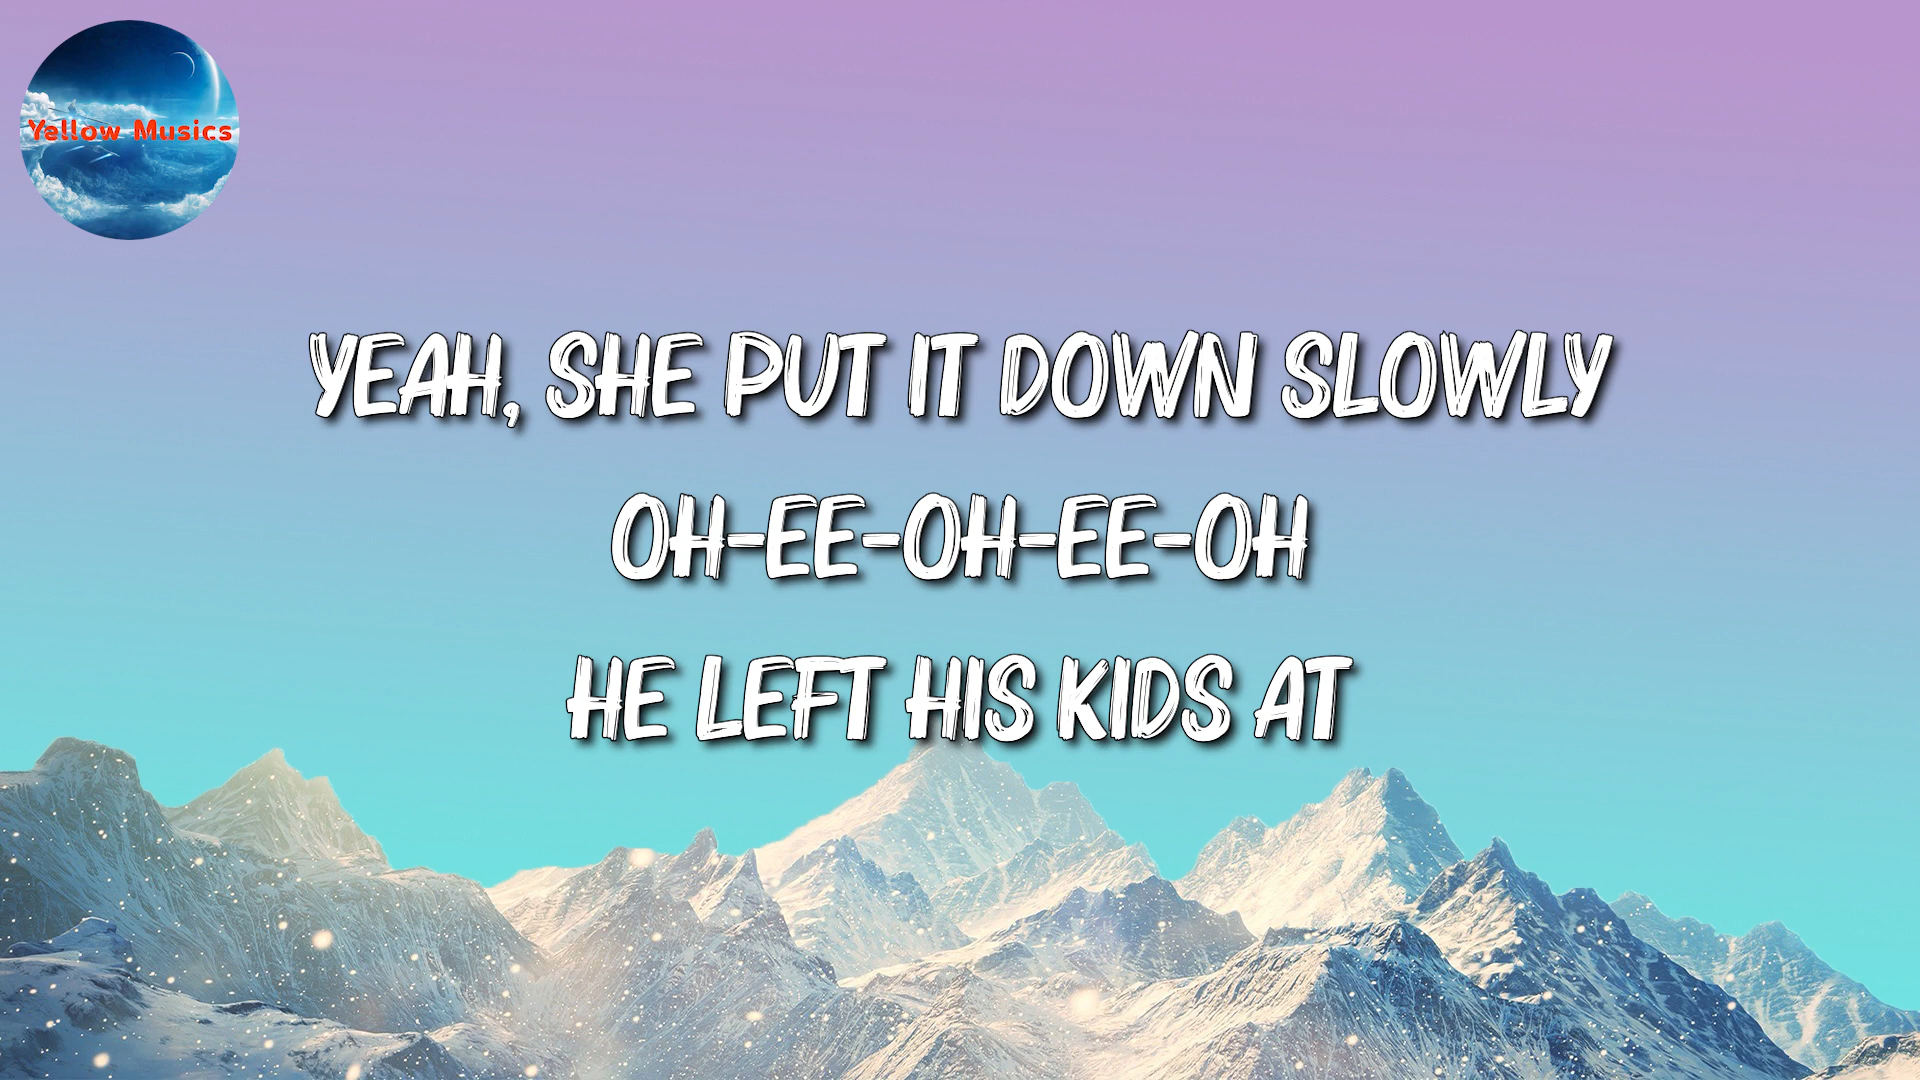 Yellow Musics
YEAH, SHE PUT IT DOWN SLOWLY
OH-EE-OH-EE-OH
HE LEFT HIS KIDS AT